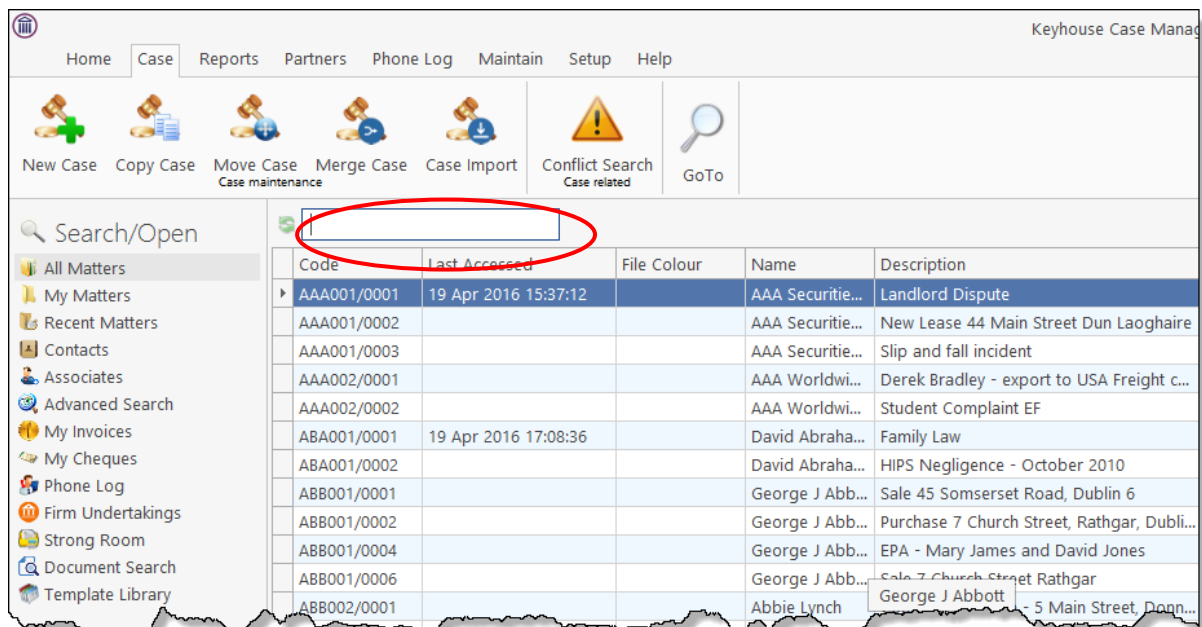 Keyhouse Case Manag
Home Case Reports Partners Phone Log Maintain Setup Help
New Case Copy Case Move Case Merge Case Case Import Conflict Search GoTo
Case maintenance Case related
Search/Open
All Matters
My Matters
Recent Matters
Contacts
Associates
Advanced Search
My Invoices
My Cheques
Phone Log
Firm Undertakings
Strong Room
Document Search
Template Library
Code Last Accessed File Colour Name Description
AAA001/0001 19 Apr 2016 15:37:12 AAA Securitie... Landlord Dispute
AAA001/0002 AAA Securitie... New Lease 44 Main Street Dun Laoghaire
AAA001/0003 AAA Securitie... Slip and fall incident
AAA002/0001 AAA Worldwi... Derek Bradley - export to USA Freight c...
AAA002/0002 AAA Worldwi... Student Complaint EF
ABA001/0001 19 Apr 2016 17:08:36 David Abraha... Family Law
ABA001/0002 David Abraha... HIPS Negligence - October 2010
ABB001/0001 George J Abb... Sale 45 Somserset Road, Dublin 6
ABB001/0002 George J Abb... Purchase 7 Church Street, Rathgar, Dubli...
ABB001/0004 George J Abb... EPA - Mary James and David Jones
ABB001/0006 George J Abb... Sale 7 Church Street Rathgar
George J Abbott
ABB002/0001 Abbie Lynch - 5 Main Street, Donn...